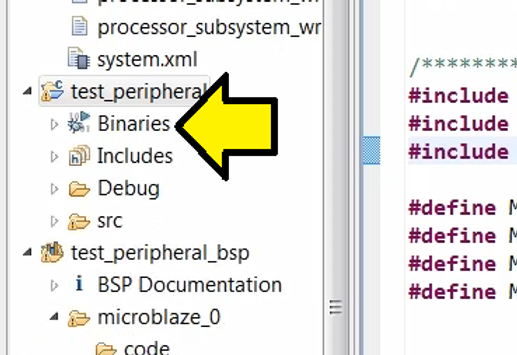 processor_subsystem_wr
processor_subsystem_wr
system.xml
test_peripheral
Binaries
Includes
Debug
src
test_peripheral_bsp
BSP Documentation
microblaze_0
code
/********
#include
#include
#include
#define M
#define M
#define M
#define M